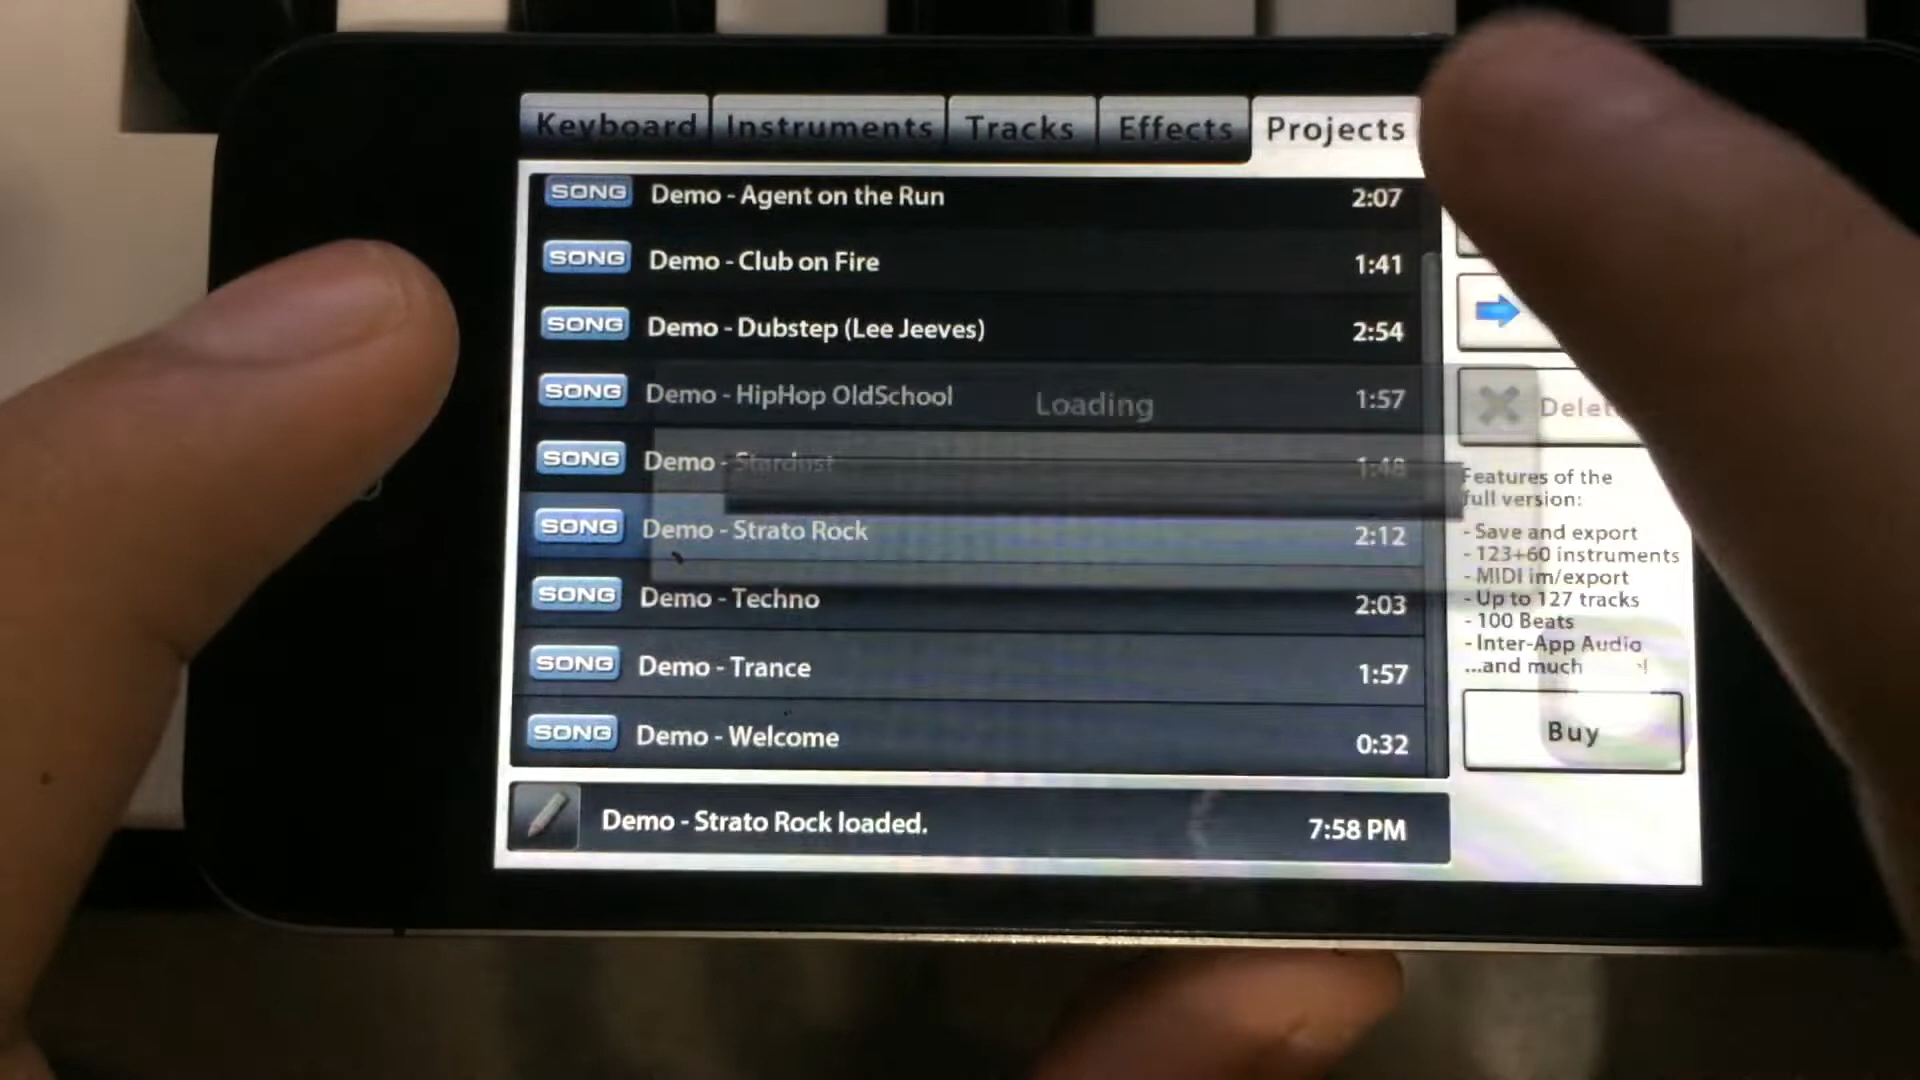 Keyboard Instruments Tracks Effects Projects
SONG Demo - Agent on the Run 2:07
SONG Demo - Club on Fire 1:41
SONG Demo - Dubstep (Lee Jeeves) 2:54
SONG Demo - HipHop OldSchool 1:57
Loading
SONG Demo - Stardust 1:48
SONG Demo - Strato Rock 2:12
SONG Demo - Techno 2:03
SONG Demo - Trance 1:57
SONG Demo - Welcome 0:32
Demo - Strato Rock loaded. 7:58 PM
Features of the
full version:
- Save and export
- 123+60 instruments
- MIDI im/export
- Up to 127 tracks
- 100 Beats
- Inter-App Audio
...and much
Buy